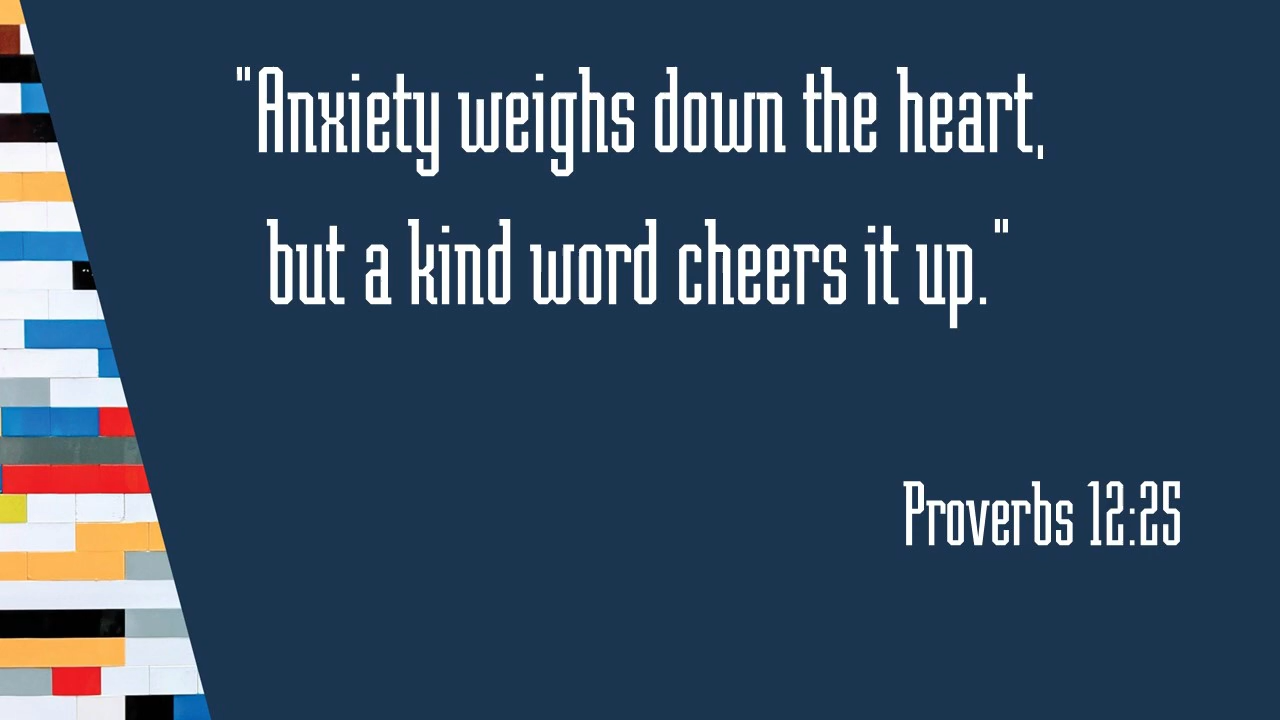 "Anxiety weighs down the heart,
but a kind word cheers it up."
Proverbs 12:25